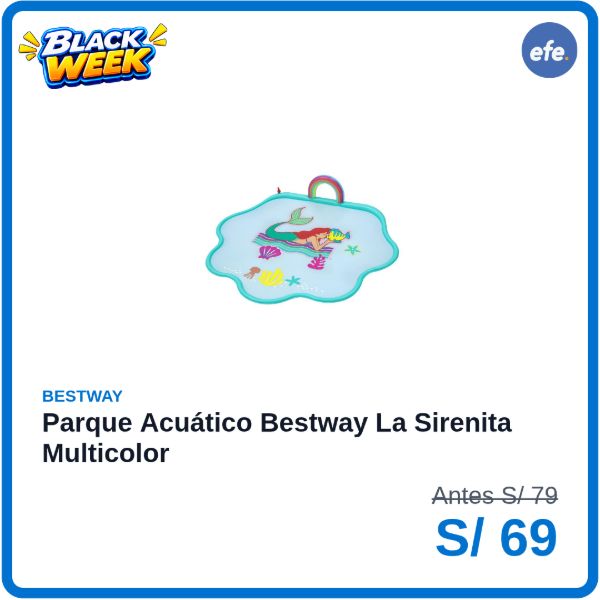 BLACK
WEEK
efe.
BESTWAY
Parque Acuático Bestway La Sirenita
Multicolor
Antes S/ 79
S/ 69